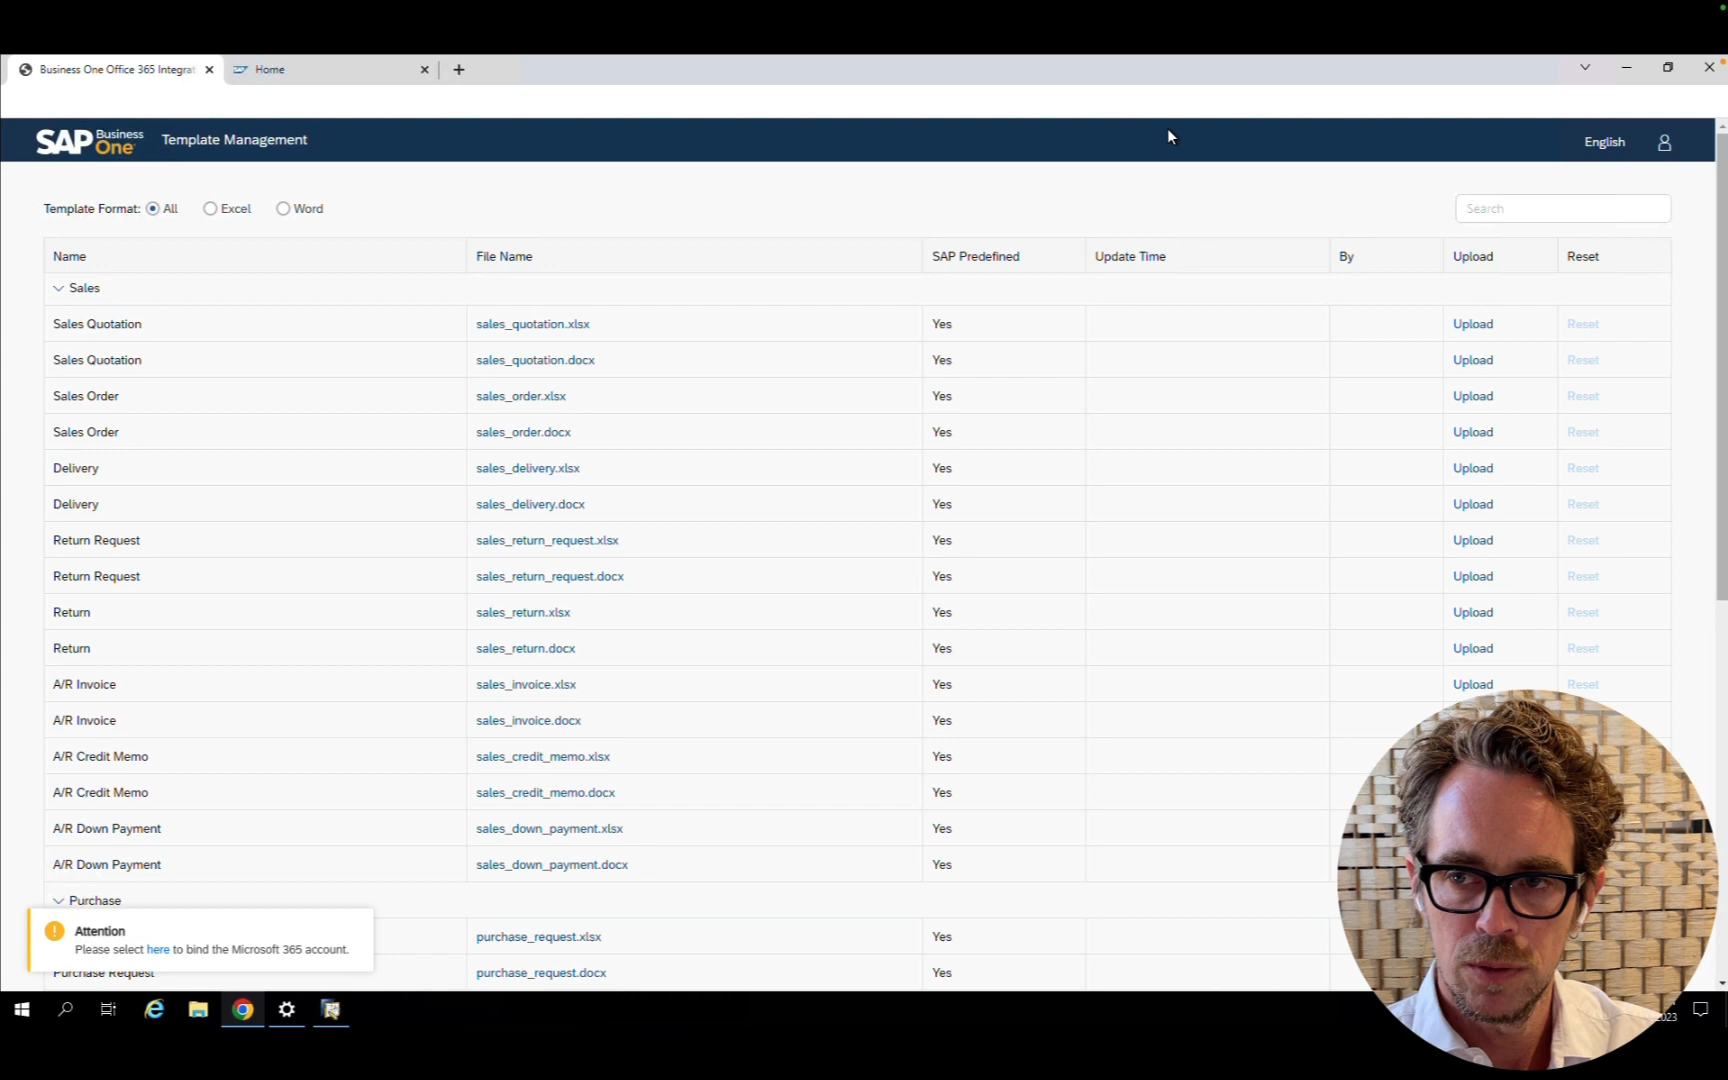 Business One Office 365 Integrat
Home
SAP Business One
Template Management
English
Template Format: All Excel Word
Search
Name File Name SAP Predefined Update Time By Upload Reset
Sales
Sales Quotation sales_quotation.xlsx Yes Upload Reset
Sales Quotation sales_quotation.docx Yes Upload Reset
Sales Order sales_order.xlsx Yes Upload Reset
Sales Order sales_order.docx Yes Upload Reset
Delivery sales_delivery.xlsx Yes Upload Reset
Delivery sales_delivery.docx Yes Upload Reset
Return Request sales_return_request.xlsx Yes Upload Reset
Return Request sales_return_request.docx Yes Upload Reset
Return sales_return.xlsx Yes Upload Reset
Return sales_return.docx Yes Upload Reset
A/R Invoice sales_invoice.xlsx Yes Upload Reset
A/R Invoice sales_invoice.docx Yes
A/R Credit Memo sales_credit_memo.xlsx Yes
A/R Credit Memo sales_credit_memo.docx Yes
A/R Down Payment sales_down_payment.xlsx Yes
A/R Down Payment sales_down_payment.docx Yes
Purchase
purchase_request.xlsx Yes
Purchase Request purchase_request.docx Yes
Attention
Please select here to bind the Microsoft 365 account.
2023